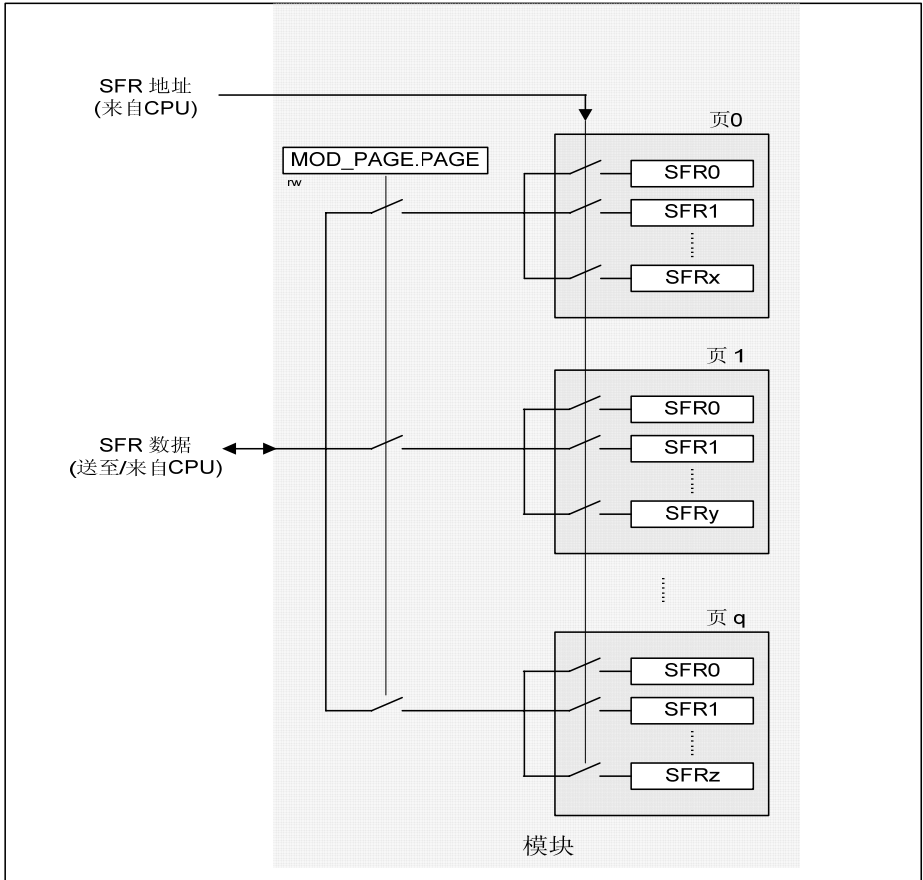 SFR 地址
(来自CPU)
页0
MOD_PAGE.PAGE
rw
SFR0
SFR1
SFRx
页 1
SFR0
SFR1
SFRy
SFR 数据
(送至/来自CPU)
页 q
SFR0
SFR1
SFRz
模块